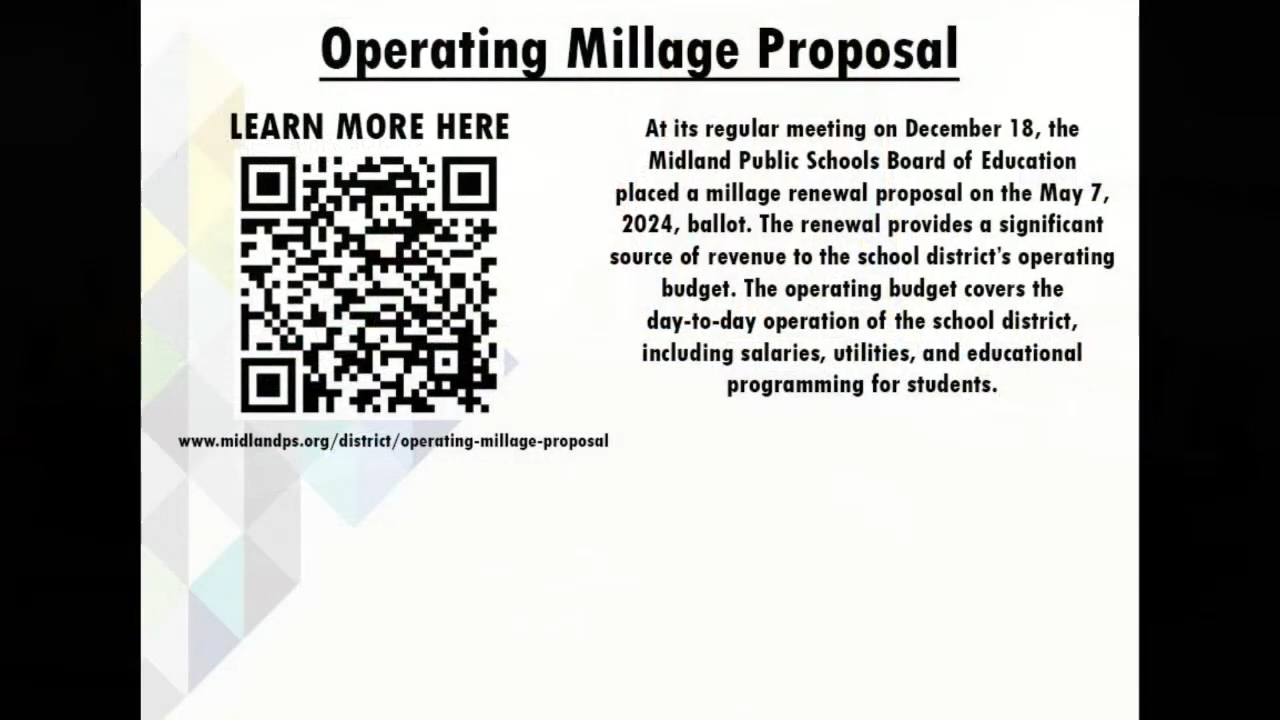 Operating Millage Proposal
LEARN MORE HERE
www.midlandps.org/district/operating-millage-proposal
At its regular meeting on December 18, the
Midland Public Schools Board of Education
placed a millage renewal proposal on the May 7,
2024, ballot. The renewal provides a significant
source of revenue to the school district's operating
budget. The operating budget covers the
day-to-day operation of the school district,
including salaries, utilities, and educational
programming for students.